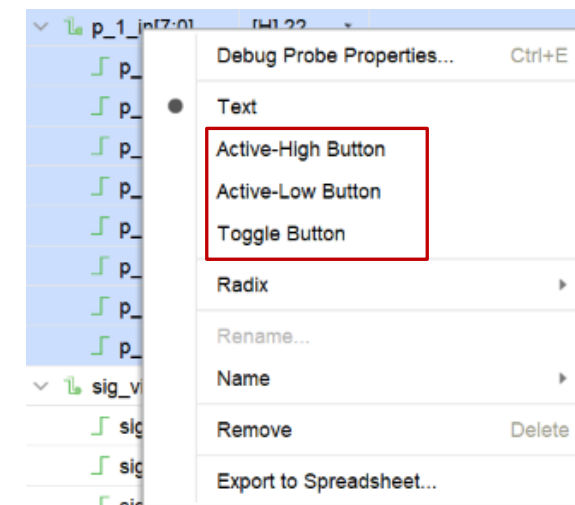 p_1_in[7:0] [H] 22
Debug Probe Properties... Ctrl+E
p_
Text
p_
Active-High Button
p_
Active-Low Button
p_
Toggle Button
p_
p_
Radix
p_
Rename...
p_
Name
sig_vi
Remove Delete
sig
sig
Export to Spreadsheet...